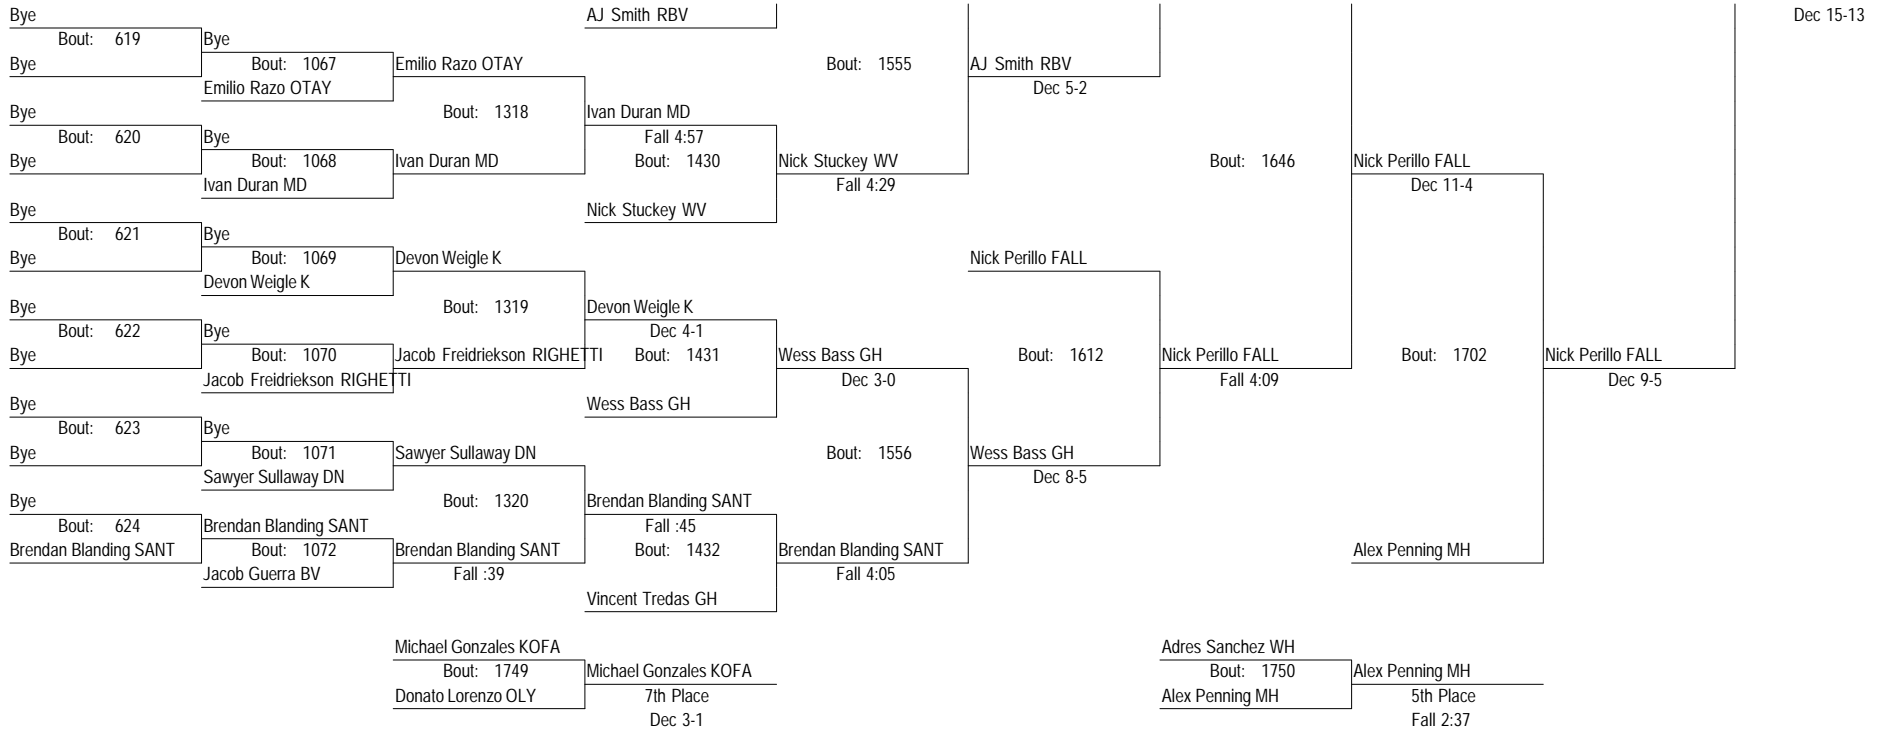 Bye AJ Smith RBV Dec 15-13
Bout: 619 Bye
Bye Bout: 1067 Emilio Razo OTAY Bout: 1555 AJ Smith RBV
Emilio Razo OTAY Dec 5-2
Bye Bout: 1318 Ivan Duran MD
Bout: 620 Bye Fall 4:57
Bye Bout: 1068 Ivan Duran MD Bout: 1430 Nick Stuckey WV Bout: 1646 Nick Perillo FALL
Ivan Duran MD Fall 4:29 Dec 11-4
Bye Nick Stuckey WV
Bout: 621 Bye
Bye Bout: 1069 Devon Weigle K Nick Perillo FALL
Devon Weigle K
Bye Bout: 1319 Devon Weigle K
Bout: 622 Bye Dec 4-1
Bye Bout: 1070 Jacob Freidriekson RIGHETTI Bout: 1431 Wess Bass GH Bout: 1612 Nick Perillo FALL Bout: 1702 Nick Perillo FALL
Jacob Freidriekson RIGHETTI Dec 3-0 Fall 4:09 Dec 9-5
Bye Wess Bass GH
Bout: 623 Bye
Bye Bout: 1071 Sawyer Sullaway DN Bout: 1556 Wess Bass GH
Sawyer Sullaway DN Dec 8-5
Bye Bout: 1320 Brendan Blanding SANT
Bout: 624 Brendan Blanding SANT Fall :45
Brendan Blanding SANT Bout: 1072 Brendan Blanding SANT Bout: 1432 Brendan Blanding SANT Alex Penning MH
Jacob Guerra BV Fall :39 Fall 4:05
Vincent Tredas GH
Michael Gonzales KOFA Adres Sanchez WH
Bout: 1749 Michael Gonzales KOFA Bout: 1750 Alex Penning MH
Donato Lorenzo OLY 7th Place Alex Penning MH 5th Place
Dec 3-1 Fall 2:37